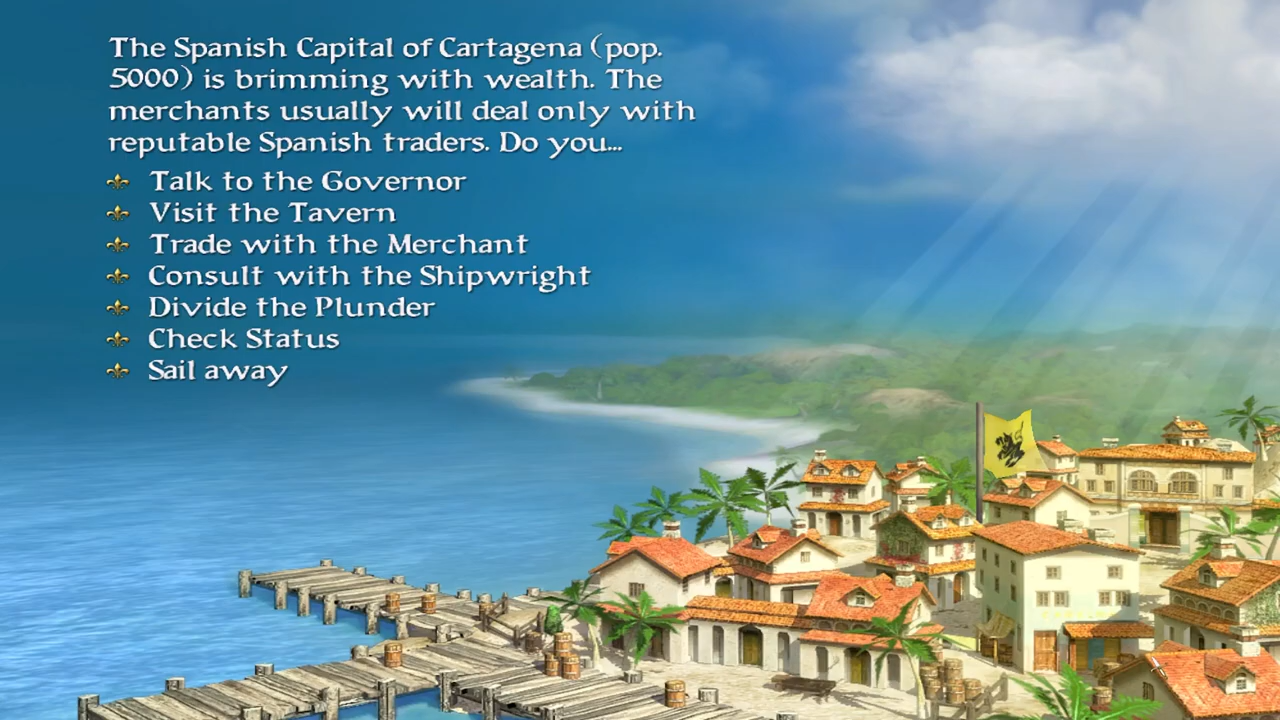 The Spanish Capital of Cartagena (pop.
5000) is brimming with wealth. The
merchants usually will deal only with
reputable Spanish traders. Do you...
Talk to the Governor
Visit the Tavern
Trade with the Merchant
Consult with the Shipwright
Divide the Plunder
Check Status
Sail away